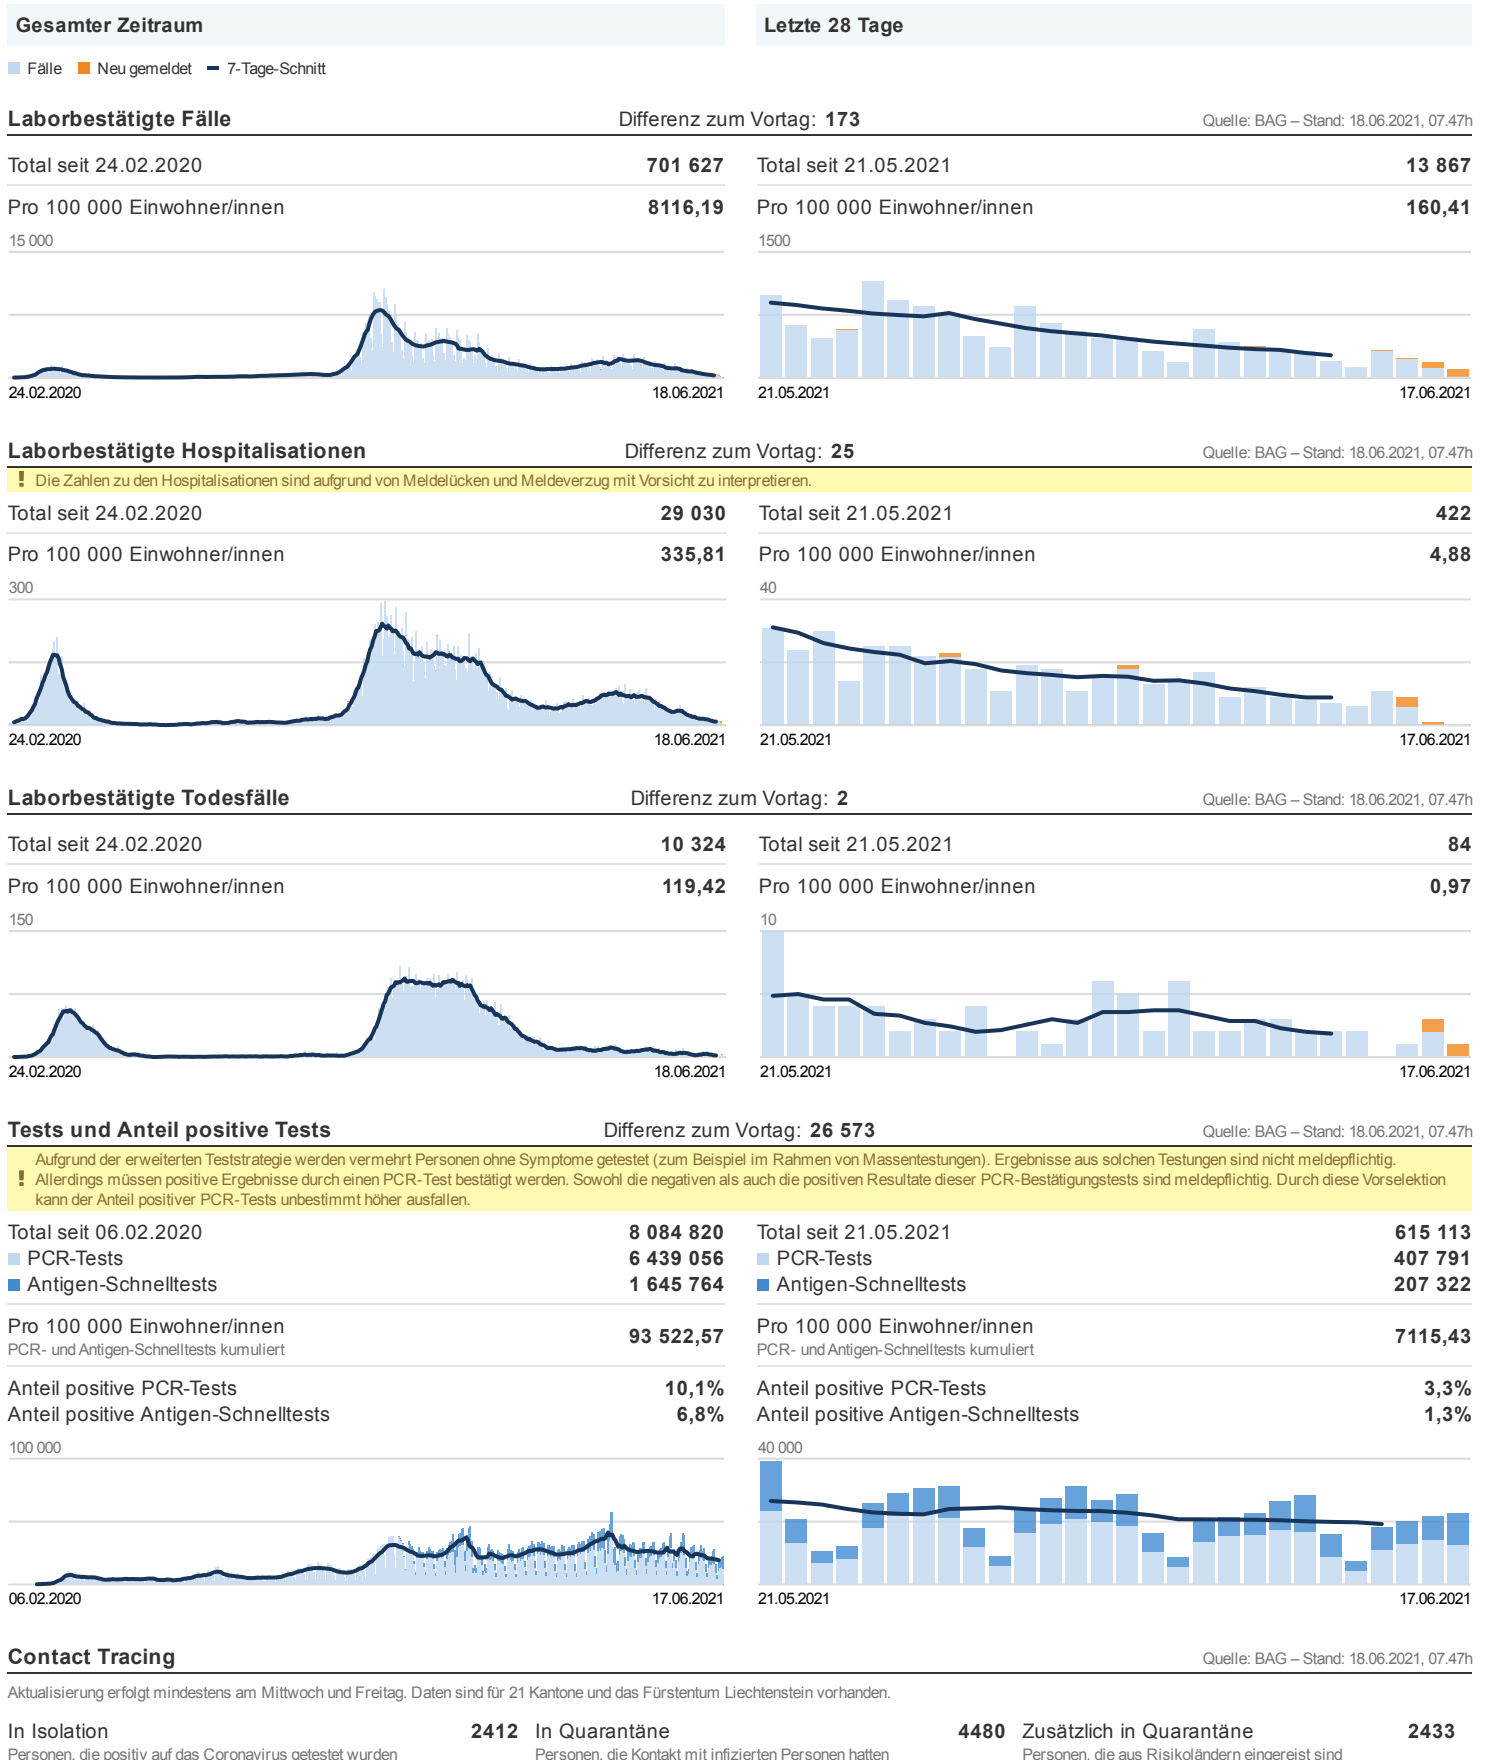 Gesamter Zeitraum
Letzte 28 Tage
Fälle Neu gemeldet 7-Tage-Schnitt
Laborbestätigte Fälle Differenz zum Vortag: 173 Quelle: BAG – Stand: 18.06.2021, 07.47h
Total seit 24.02.2020 701 627
Pro 100 000 Einwohner/innen 8116,19
15 000
24.02.2020 18.06.2021
Total seit 21.05.2021 13 867
Pro 100 000 Einwohner/innen 160,41
1500
21.05.2021 17.06.2021
Laborbestätigte Hospitalisationen Differenz zum Vortag: 25 Quelle: BAG – Stand: 18.06.2021, 07.47h
! Die Zahlen zu den Hospitalisationen sind aufgrund von Meldelücken und Meldeverzug mit Vorsicht zu interpretieren.
Total seit 24.02.2020 29 030
Pro 100 000 Einwohner/innen 335,81
300
24.02.2020 18.06.2021
Total seit 21.05.2021 422
Pro 100 000 Einwohner/innen 4,88
40
21.05.2021 17.06.2021
Laborbestätigte Todesfälle Differenz zum Vortag: 2 Quelle: BAG – Stand: 18.06.2021, 07.47h
Total seit 24.02.2020 10 324
Pro 100 000 Einwohner/innen 119,42
150
24.02.2020 18.06.2021
Total seit 21.05.2021 84
Pro 100 000 Einwohner/innen 0,97
10
21.05.2021 17.06.2021
Tests und Anteil positive Tests Differenz zum Vortag: 26 573 Quelle: BAG – Stand: 18.06.2021, 07.47h
Aufgrund der erweiterten Teststrategie werden vermehrt Personen ohne Symptome getestet (zum Beispiel im Rahmen von Massentestungen). Ergebnisse aus solchen Testungen sind nicht meldepflichtig.
! Allerdings müssen positive Ergebnisse durch einen PCR-Test bestätigt werden. Sowohl die negativen als auch die positiven Resultate dieser PCR-Bestätigungstests sind meldepflichtig. Durch diese Vorselektion
kann der Anteil positiver PCR-Tests unbestimmt höher ausfallen.
Total seit 06.02.2020 8 084 820
PCR-Tests 6 439 056
Antigen-Schnelltests 1 645 764
Pro 100 000 Einwohner/innen 93 522,57
PCR- und Antigen-Schnelltests kumuliert
Anteil positive PCR-Tests 10,1%
Anteil positive Antigen-Schnelltests 6,8%
100 000
06.02.2020 17.06.2021
Total seit 21.05.2021 615 113
PCR-Tests 407 791
Antigen-Schnelltests 207 322
Pro 100 000 Einwohner/innen 7115,43
PCR- und Antigen-Schnelltests kumuliert
Anteil positive PCR-Tests 3,3%
Anteil positive Antigen-Schnelltests 1,3%
40 000
21.05.2021 17.06.2021
Contact Tracing Quelle: BAG – Stand: 18.06.2021, 07.47h
Aktualisierung erfolgt mindestens am Mittwoch und Freitag. Daten sind für 21 Kantone und das Fürstentum Liechtenstein vorhanden.
In Isolation 2412
Personen, die positiv auf das Coronavirus getestet wurden
In Quarantäne 4480
Personen, die Kontakt mit infizierten Personen hatten
Zusätzlich in Quarantäne 2433
Personen, die aus Risikoländern eingereist sind